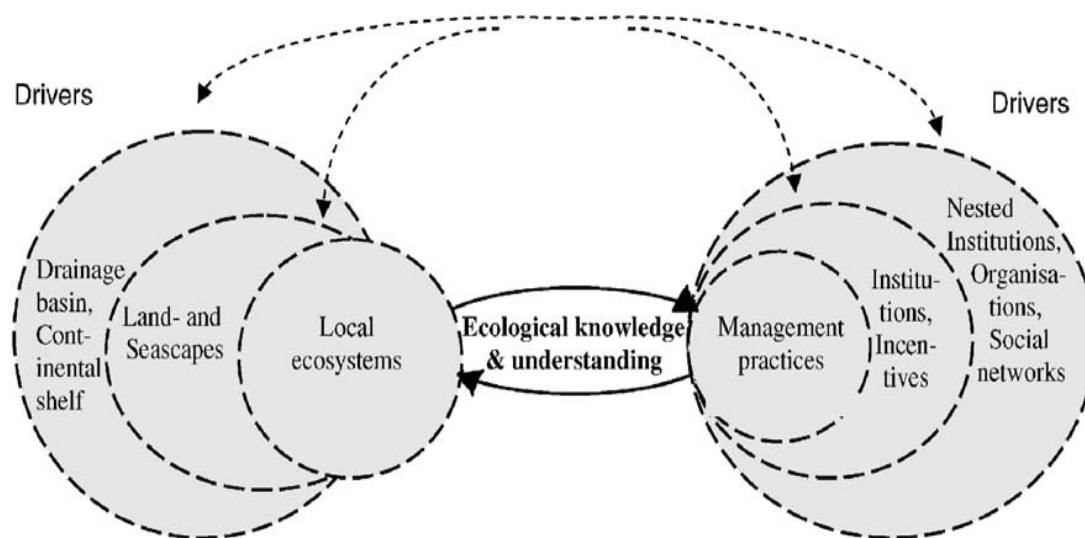 Drivers
Drivers
Drainage
basin,
Cont-
inental
shelf
Land- and
Seascapes
Local
ecosystems
Ecological knowledge
& understanding
Management
practices
Institu-
tions,
Incen-
tives
Nested
Institutions,
Organisa-
tions,
Social
networks